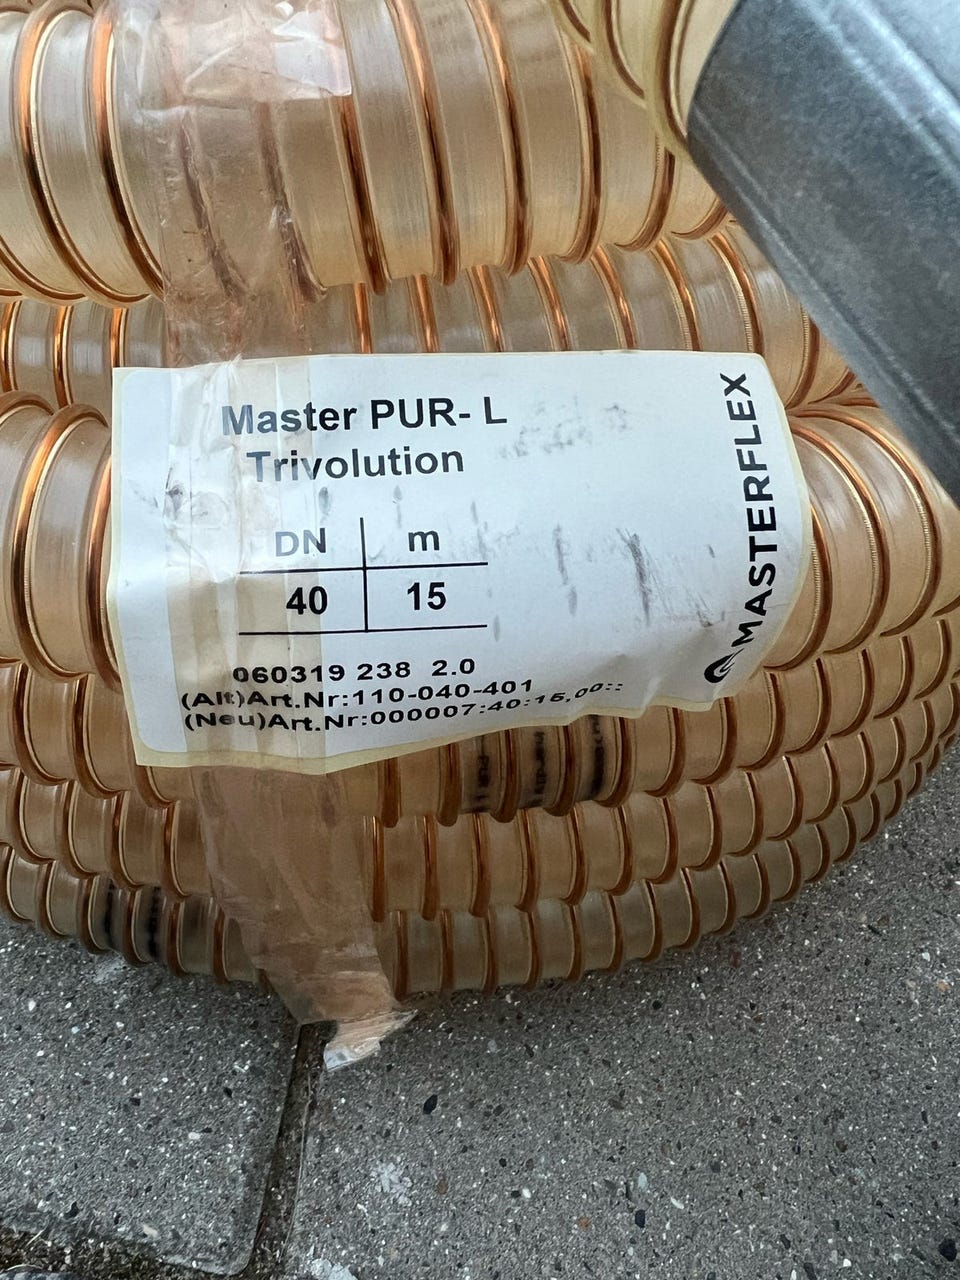 Master PUR- L
Trivolution
DN m
40 15
060319 238 2.0
(Alt)Art.Nr:110-040-401
(Neu)Art.Nr:000007:40:15,00::
MASTERFLEX